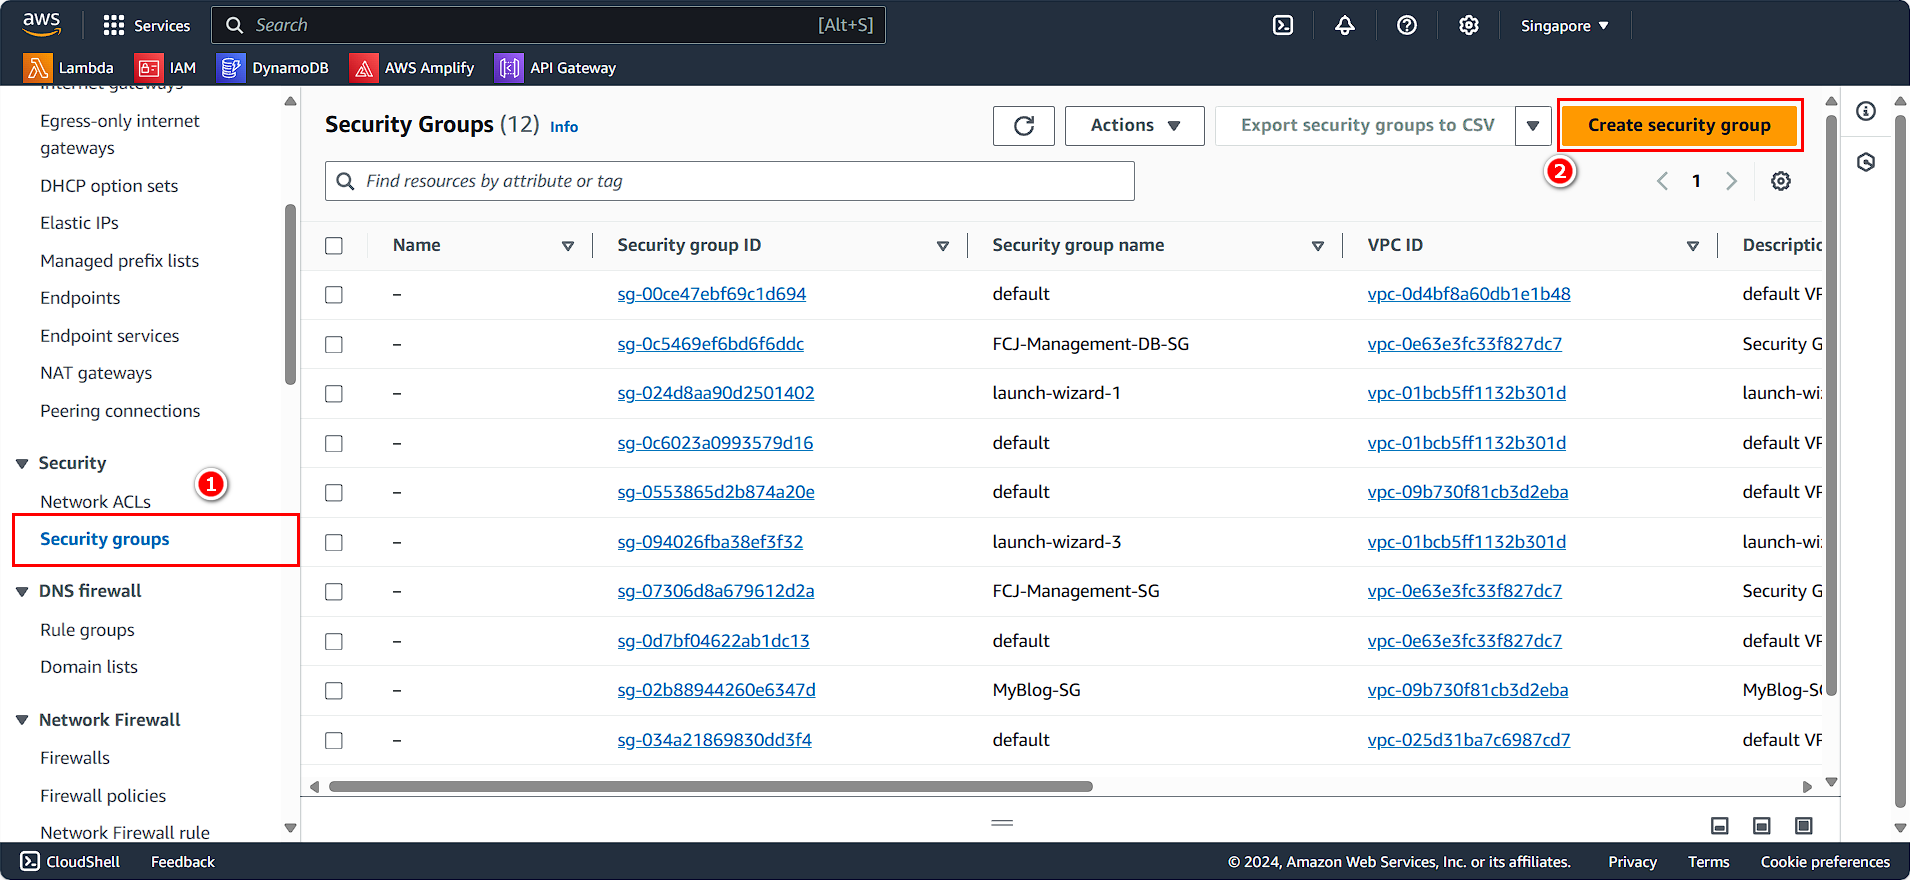 aws Services Search [Alt+S] Singapore
Lambda IAM DynamoDB AWS Amplify API Gateway
Internet gateways
Egress-only internet
gateways
DHCP option sets
Elastic IPs
Managed prefix lists
Endpoints
Endpoint services
NAT gateways
Peering connections
Security
1
Network ACLs
Security groups
DNS firewall
Rule groups
Domain lists
Network Firewall
Firewalls
Firewall policies
Network Firewall rule
Security Groups (12) Info Actions Export security groups to CSV Create security group
2
Find resources by attribute or tag 1
Name Security group ID Security group name VPC ID Descriptic
– sg-00ce47ebf69c1d694 default vpc-0d4bf8a60db1e1b48 default VP
– sg-0c5469ef6bd6f6ddc FCJ-Management-DB-SG vpc-0e63e3fc33f827dc7 Security G
– sg-024d8aa90d2501402 launch-wizard-1 vpc-01bcb5ff1132b301d launch-wi
– sg-0c6023a0993579d16 default vpc-01bcb5ff1132b301d default VP
– sg-0553865d2b874a20e default vpc-09b730f81cb3d2eba default VP
– sg-094026fba38ef3f32 launch-wizard-3 vpc-01bcb5ff1132b301d launch-wi
– sg-07306d8a679612d2a FCJ-Management-SG vpc-0e63e3fc33f827dc7 Security G
– sg-0d7bf04622ab1dc13 default vpc-0e63e3fc33f827dc7 default VP
– sg-02b88944260e6347d MyBlog-SG vpc-09b730f81cb3d2eba MyBlog-S
– sg-034a21869830dd3f4 default vpc-025d31ba7c6987cd7 default VP
CloudShell Feedback © 2024, Amazon Web Services, Inc. or its affiliates. Privacy Terms Cookie preferences